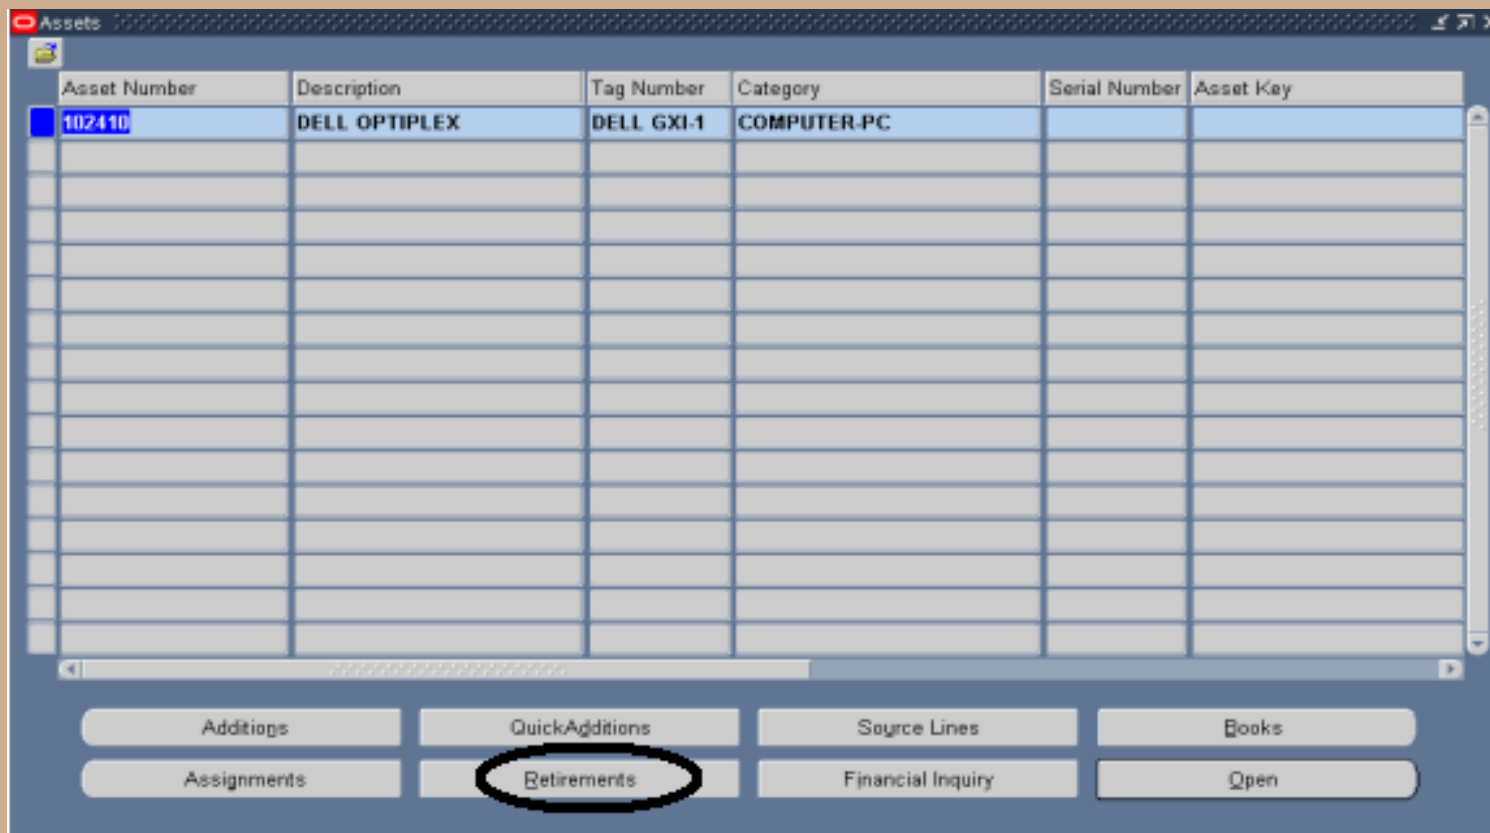 Assets
Asset Number Description Tag Number Category Serial Number Asset Key
102410 DELL OPTIPLEX DELL GXI-1 COMPUTER-PC
Additions QuickAdditions Source Lines Books
Assignments Retirements Financial Inquiry Open